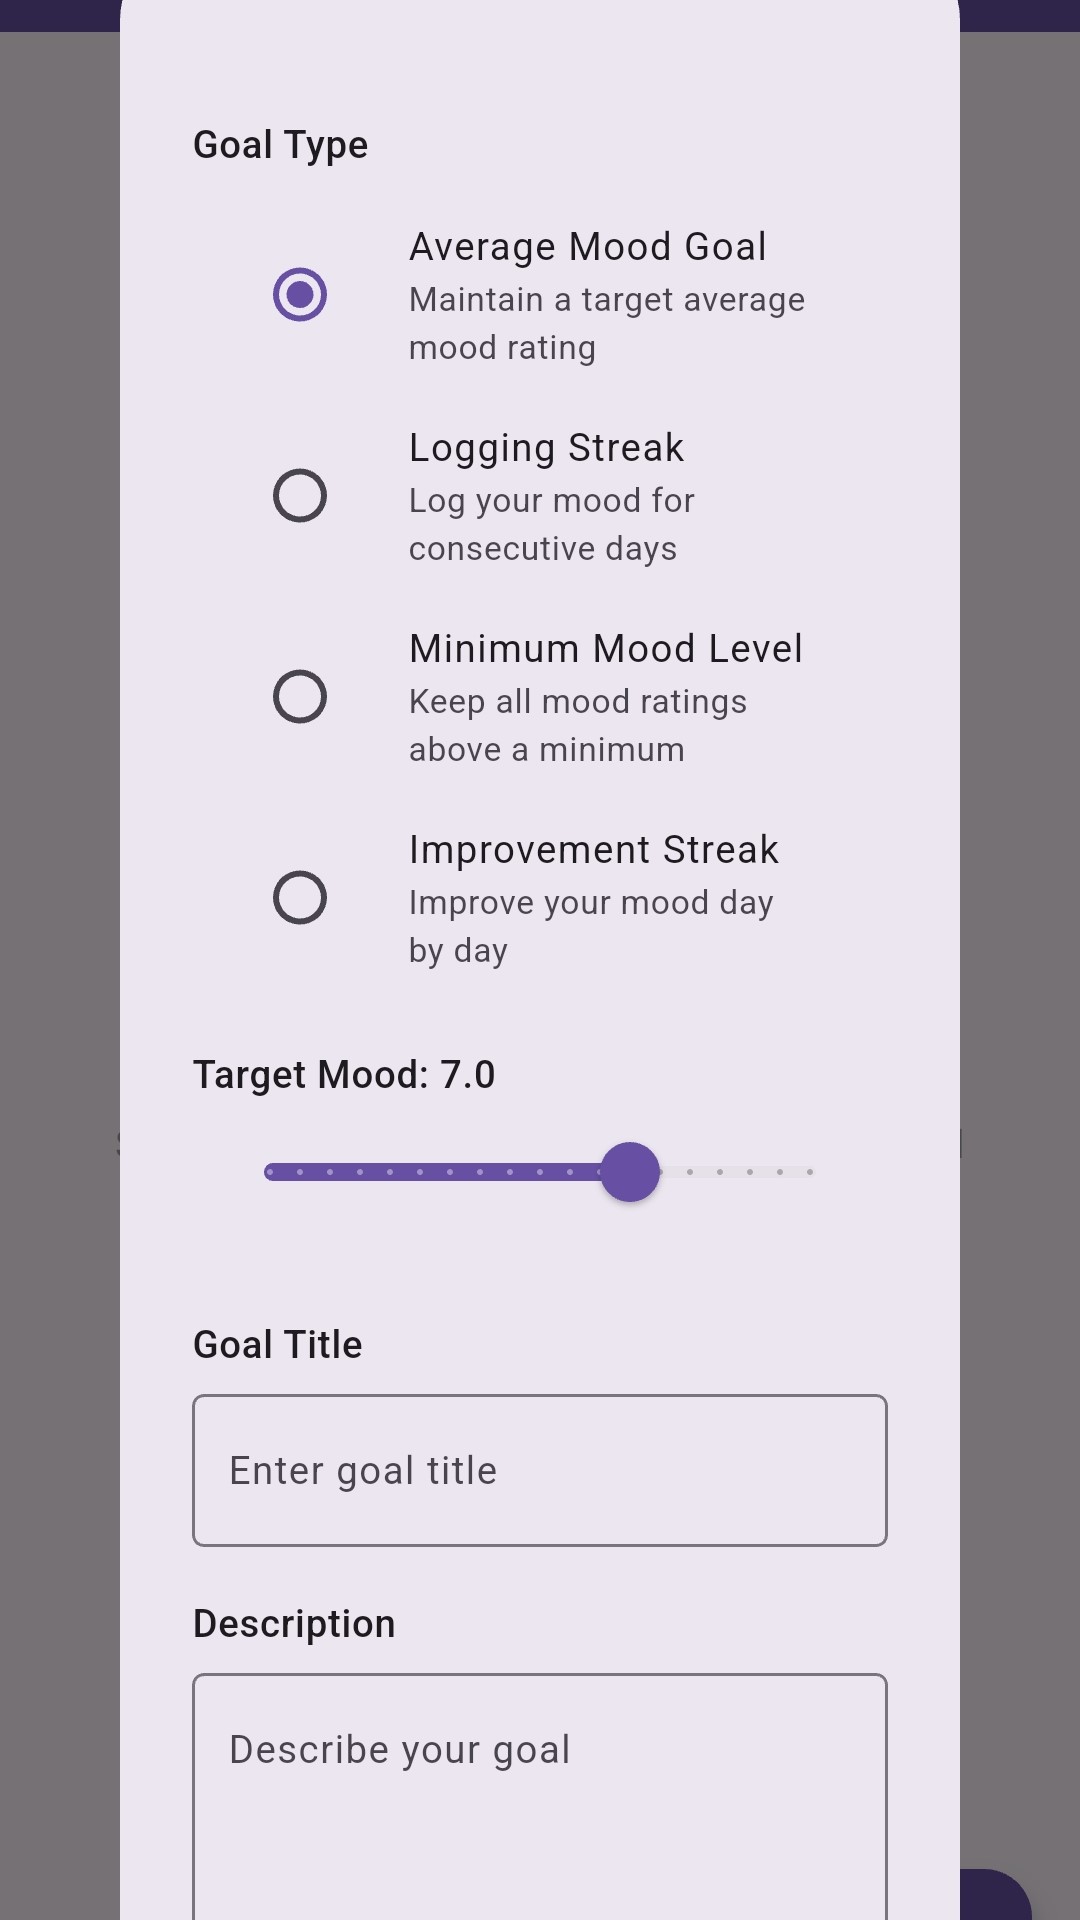 Goal Type
Average Mood Goal
Maintain a target average
mood rating
Logging Streak
Log your mood for
consecutive days
Minimum Mood Level
Keep all mood ratings
above a minimum
Improvement Streak
Improve your mood day
by day
Target Mood: 7.0
Goal Title
Enter goal title
Description
Describe your goal